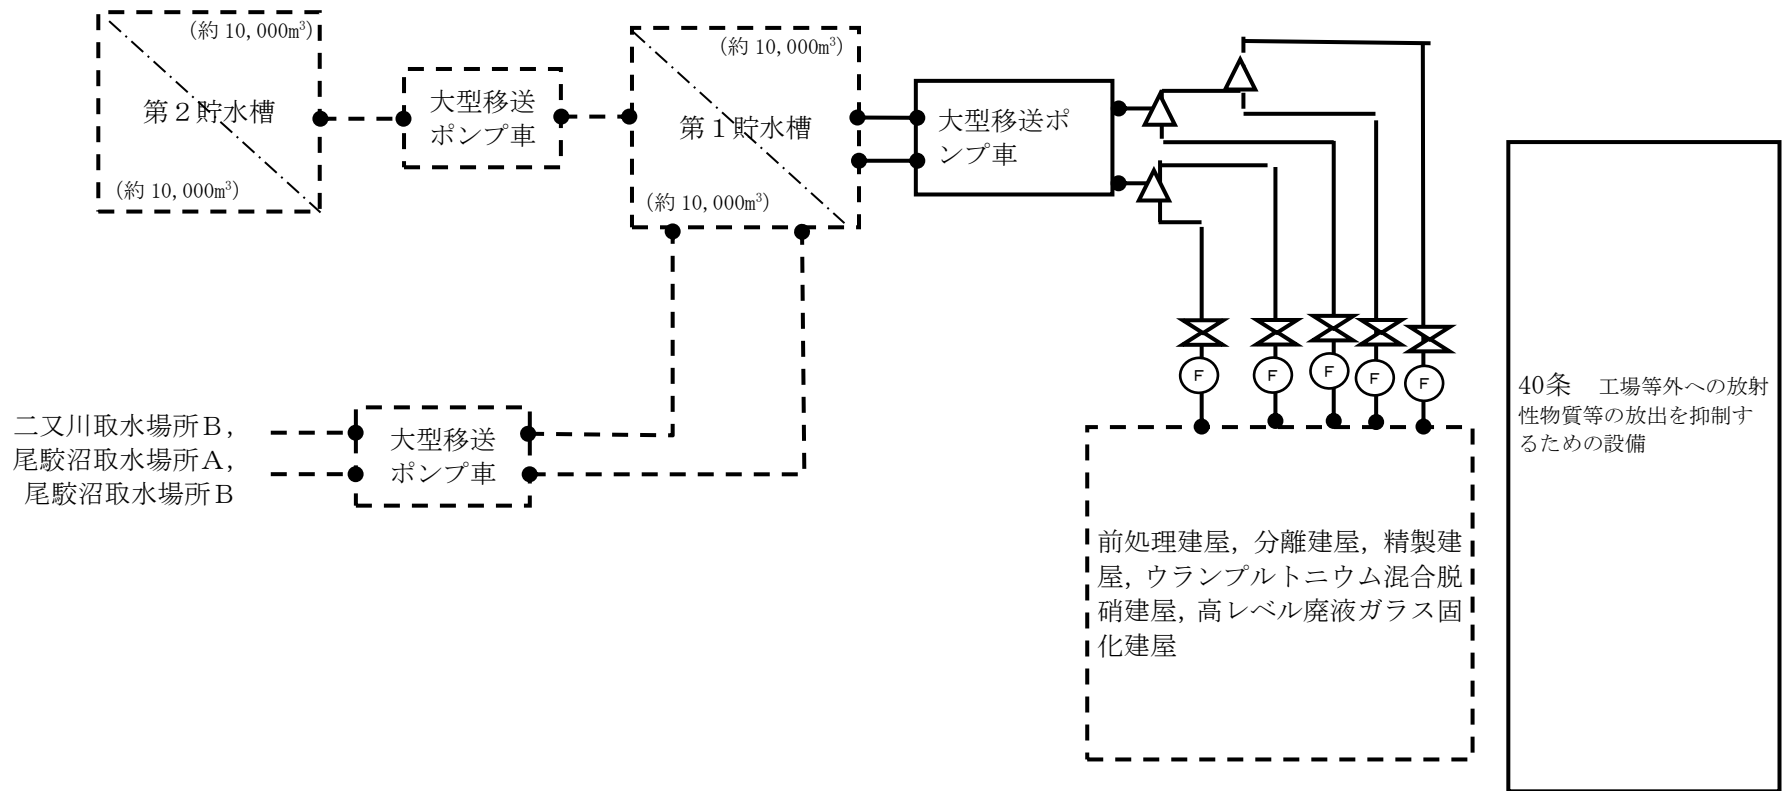 (約 10,000m³)
第２貯水槽
(約 10,000m³)
大型移送
ポンプ車
(約 10,000m³)
第１貯水槽
(約 10,000m³)
大型移送ポ
ンプ車
二又川取水場所Ｂ,
尾駮沼取水場所Ａ,
尾駮沼取水場所Ｂ
大型移送
ポンプ車
F
F
F
F
F
前処理建屋, 分離建屋, 精製建
屋, ウランプルトニウム混合脱
硝建屋, 高レベル廃液ガラス固
化建屋
40条　工場等外への放射
性物質等の放出を抑制す
るための設備